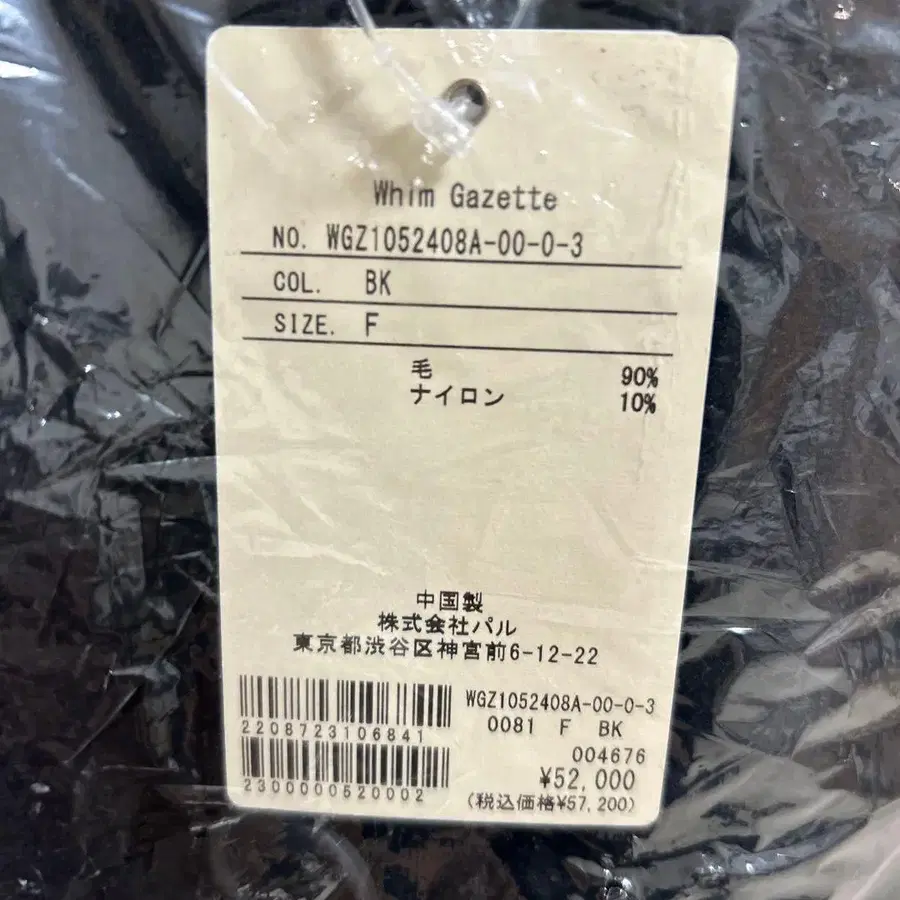 Whim Gazette
NO. WGZ1052408A-00-0-3
COL. BK
SIZE. F
毛 90%
ナイロン 10%
中国製
株式会社パル
東京都渋谷区神宮前6-12-22
WGZ1052408A-00-0-3
2208723106841 0081 F BK
004676
¥52,000
2300000520002 (税込価格¥57,200)